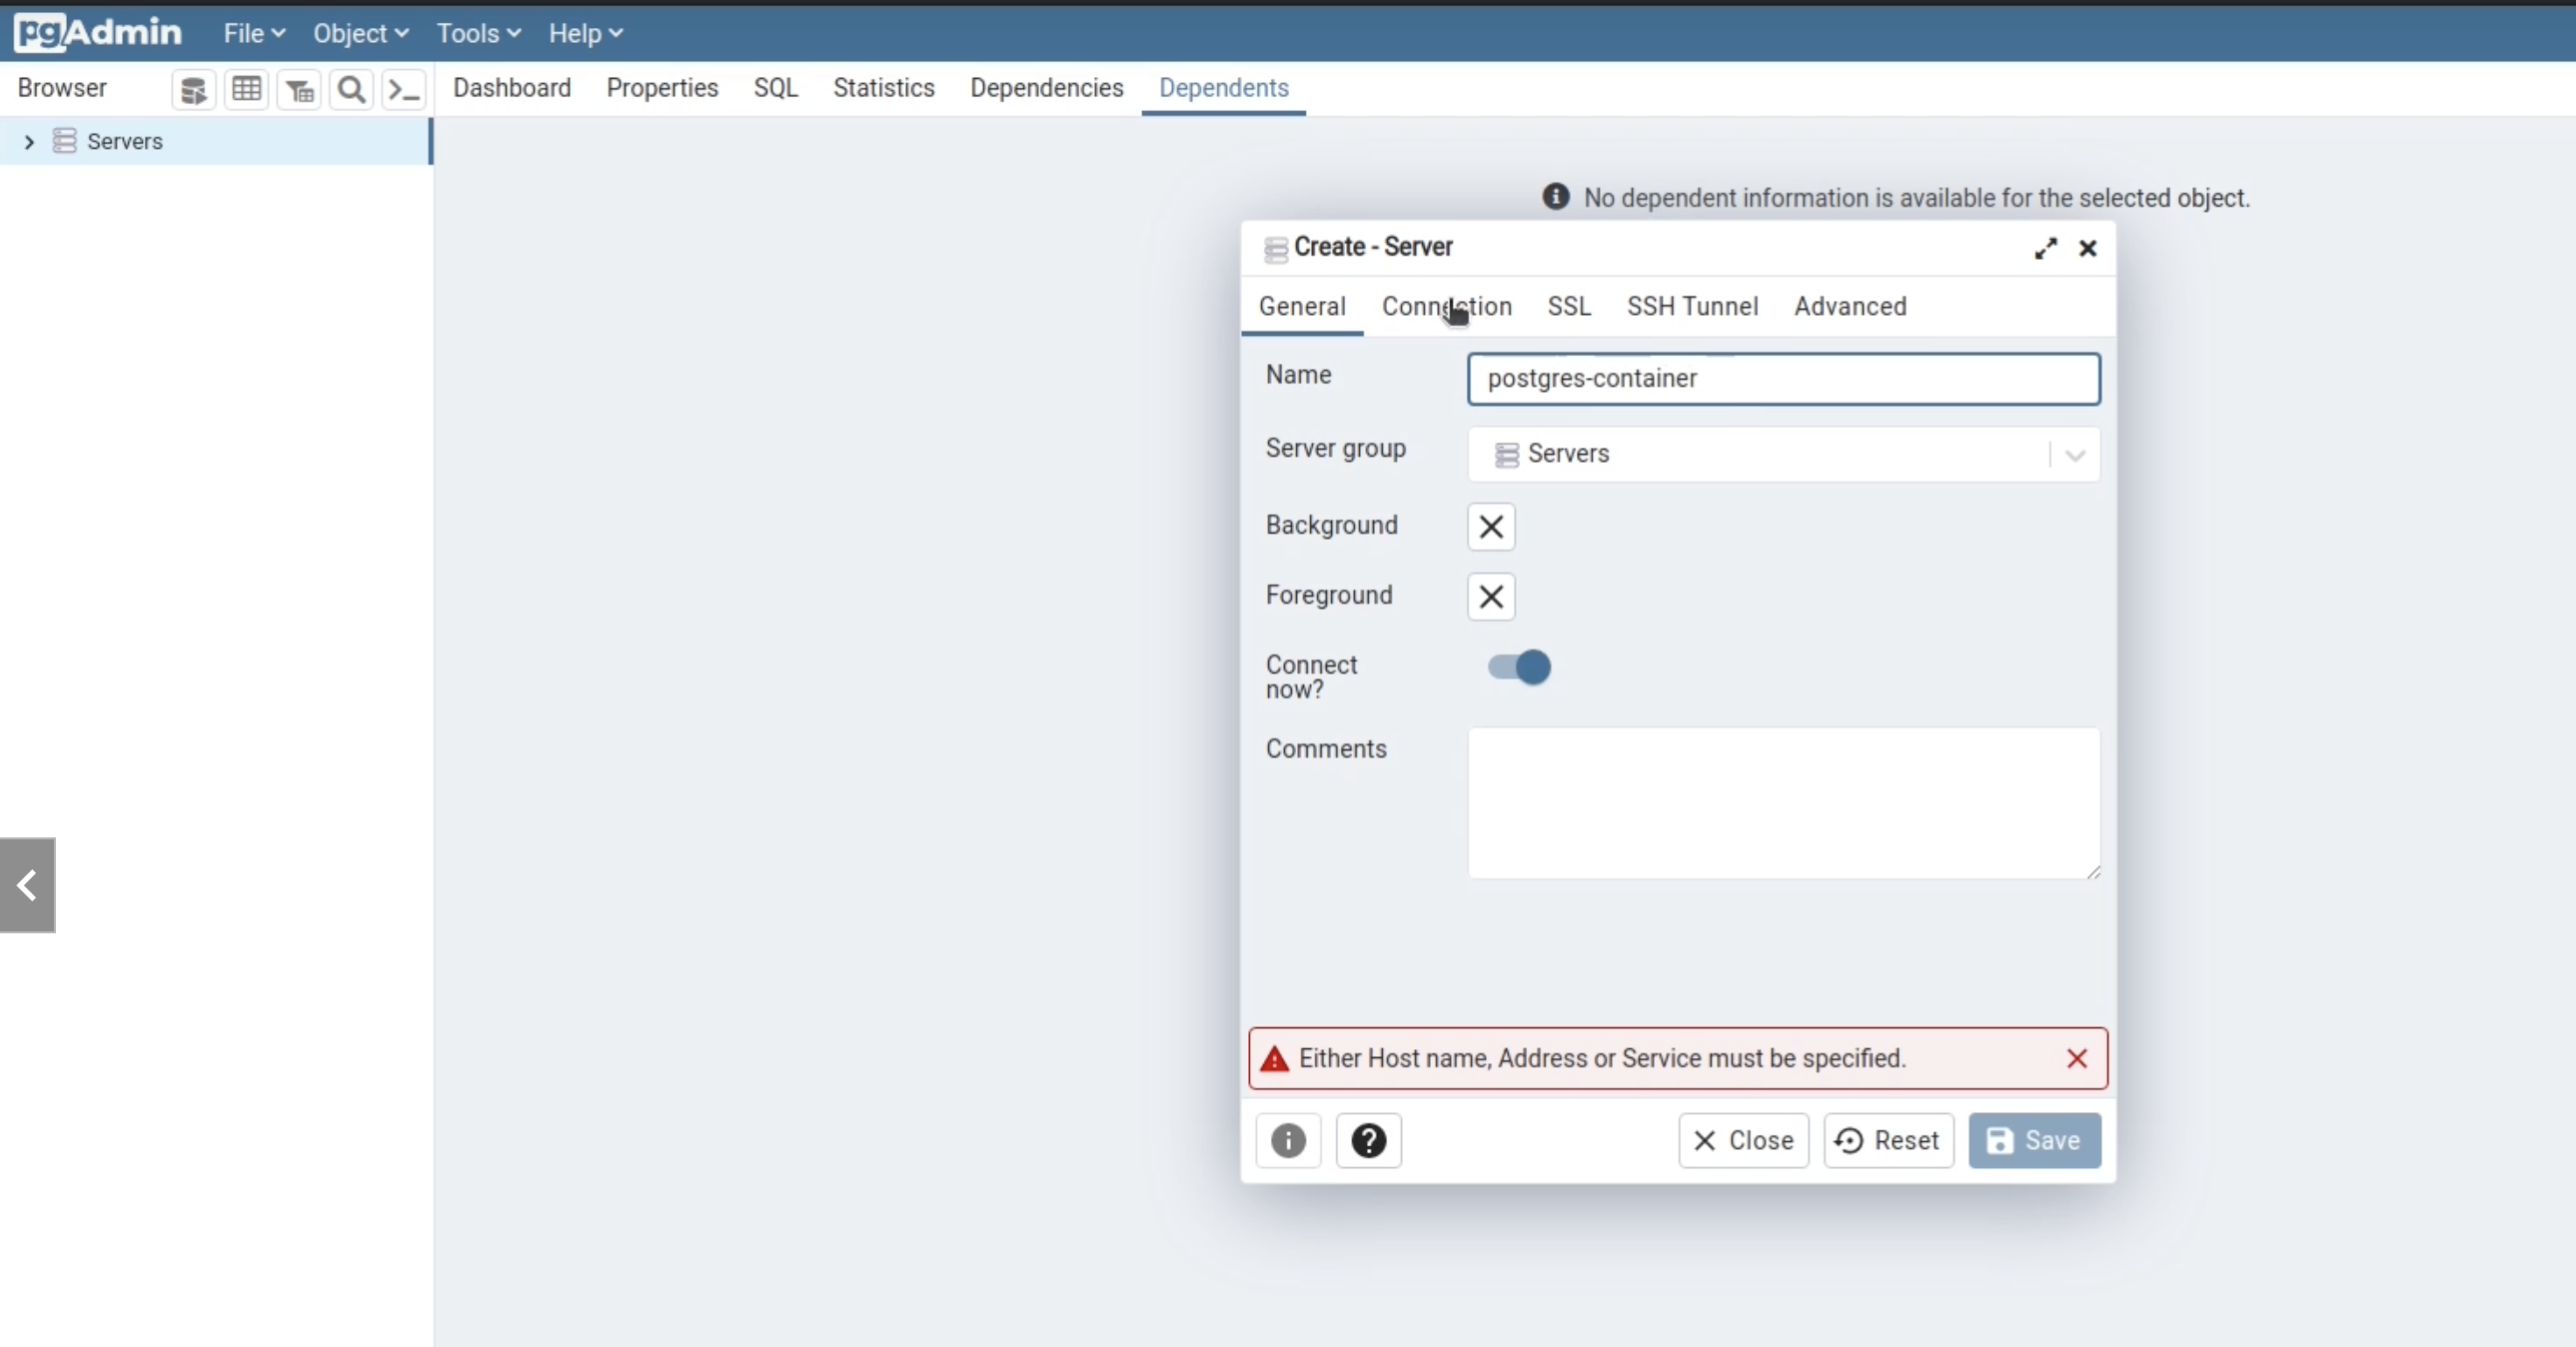 pgAdmin File Object Tools Help
Browser Dashboard Properties SQL Statistics Dependencies Dependents
Servers
No dependent information is available for the selected object.
Create - Server
General Connection SSL SSH Tunnel Advanced
Name postgres-container
Server group Servers
Background
Foreground
Connect
now?
Comments
Either Host name, Address or Service must be specified.
Close Reset Save